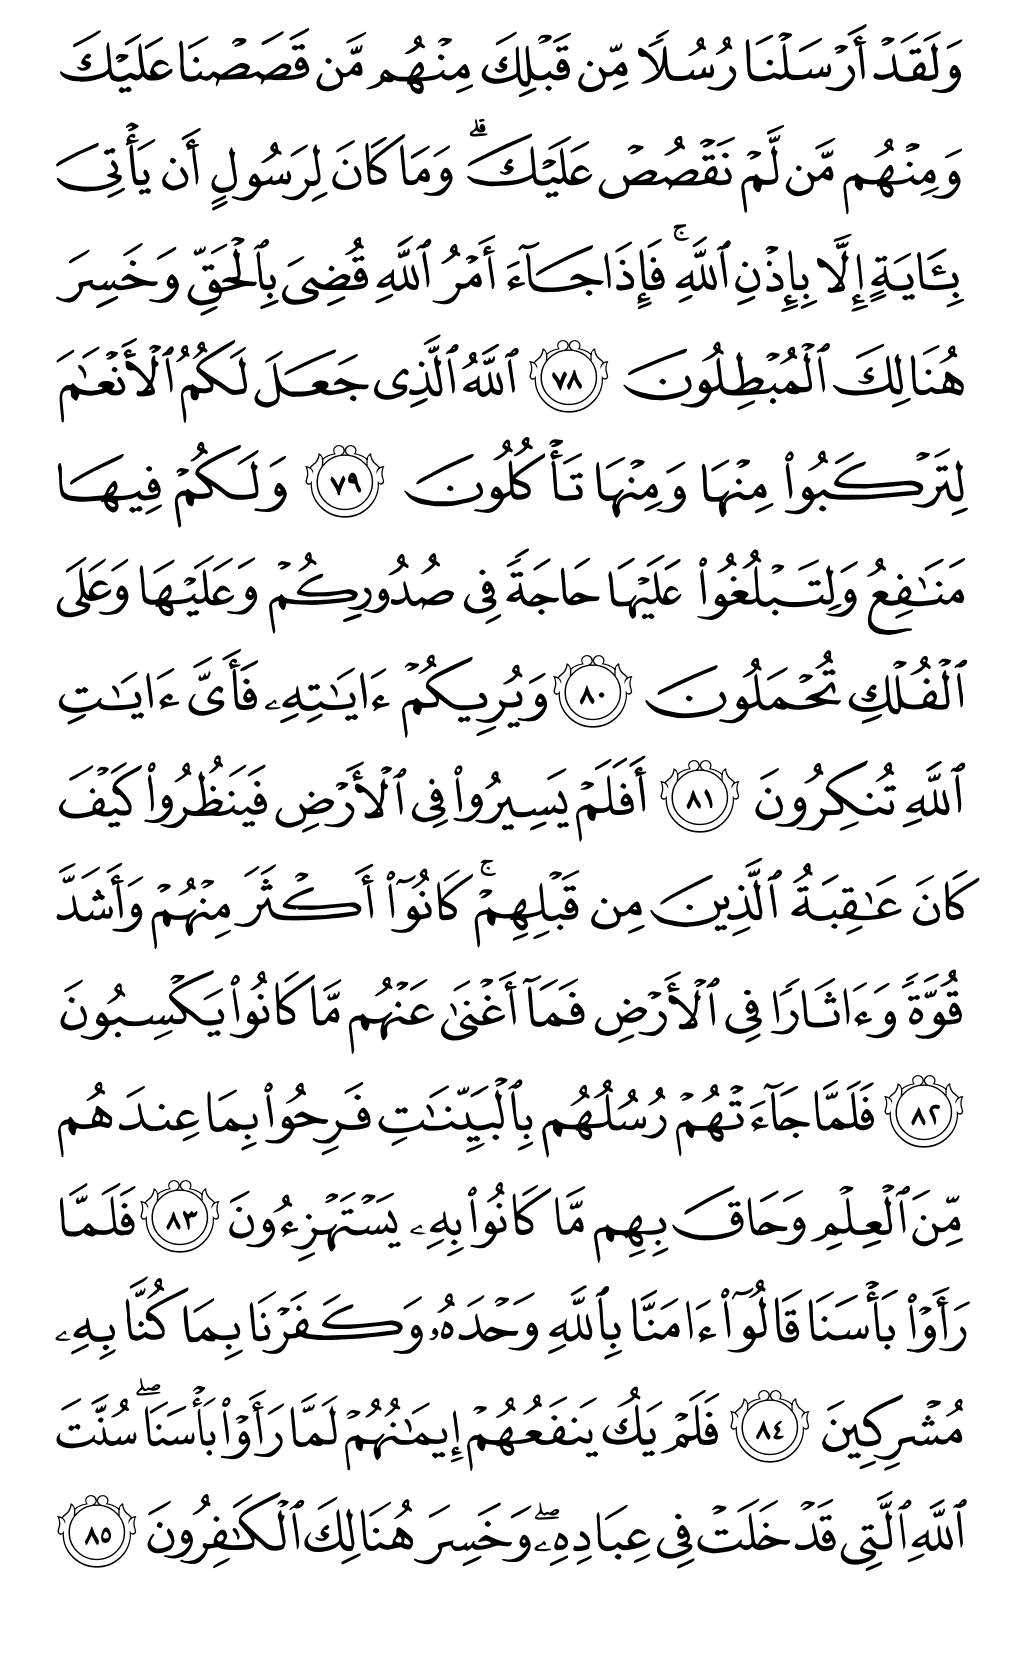 وَلَقَدۡ أَرۡسَلۡنَا رُسُلٗا مِّن قَبۡلِكَ مِنۡهُم مَّن قَصَصۡنَا عَلَيۡكَ
وَمِنۡهُم مَّن لَّمۡ نَقۡصُصۡ عَلَيۡكَۗ وَمَا كَانَ لِرَسُولٍ أَن يَأۡتِيَ
بِـَٔايَةٍ إِلَّا بِإِذۡنِ ٱللَّهِۚ فَإِذَا جَآءَ أَمۡرُ ٱللَّهِ قُضِيَ بِٱلۡحَقِّ وَخَسِرَ
هُنَالِكَ ٱلۡمُبۡطِلُونَ ٧٨ ٱللَّهُ ٱلَّذِي جَعَلَ لَكُمُ ٱلۡأَنۡعَٰمَ
لِتَرۡكَبُواْ مِنۡهَا وَمِنۡهَا تَأۡكُلُونَ ٧٩ وَلَكُمۡ فِيهَا
مَنَٰفِعُ وَلِتَبۡلُغُواْ عَلَيۡهَا حَاجَةٗ فِي صُدُورِكُمۡ وَعَلَيۡهَا وَعَلَى
ٱلۡفُلۡكِ تُحۡمَلُونَ ٨٠ وَيُرِيكُمۡ ءَايَٰتِهِۦ فَأَيَّ ءَايَٰتِ
ٱللَّهِ تُنكِرُونَ ٨١ أَفَلَمۡ يَسِيرُواْ فِي ٱلۡأَرۡضِ فَيَنظُرُواْ كَيۡفَ
كَانَ عَٰقِبَةُ ٱلَّذِينَ مِن قَبۡلِهِمۡۚ كَانُوٓاْ أَكۡثَرَ مِنۡهُمۡ وَأَشَدَّ
قُوَّةٗ وَءَاثَارٗا فِي ٱلۡأَرۡضِ فَمَآ أَغۡنَىٰ عَنۡهُم مَّا كَانُواْ يَكۡسِبُونَ
٨٢ فَلَمَّا جَآءَتۡهُمۡ رُسُلُهُم بِٱلۡبَيِّنَٰتِ فَرِحُواْ بِمَا عِندَهُم
مِّنَ ٱلۡعِلۡمِ وَحَاقَ بِهِم مَّا كَانُواْ بِهِۦ يَسۡتَهۡزِءُونَ ٨٣ فَلَمَّا
رَأَوۡاْ بَأۡسَنَا قَالُوٓاْ ءَامَنَّا بِٱللَّهِ وَحۡدَهُۥ وَكَفَرۡنَا بِمَا كُنَّا بِهِۦ
مُشۡرِكِينَ ٨٤ فَلَمۡ يَكُ يَنفَعُهُمۡ إِيمَٰنُهُمۡ لَمَّا رَأَوۡاْ بَأۡسَنَاۖ سُنَّتَ
ٱللَّهِ ٱلَّتِي قَدۡ خَلَتۡ فِي عِبَادِهِۦۖ وَخَسِرَ هُنَالِكَ ٱلۡكَٰفِرُونَ ٨٥